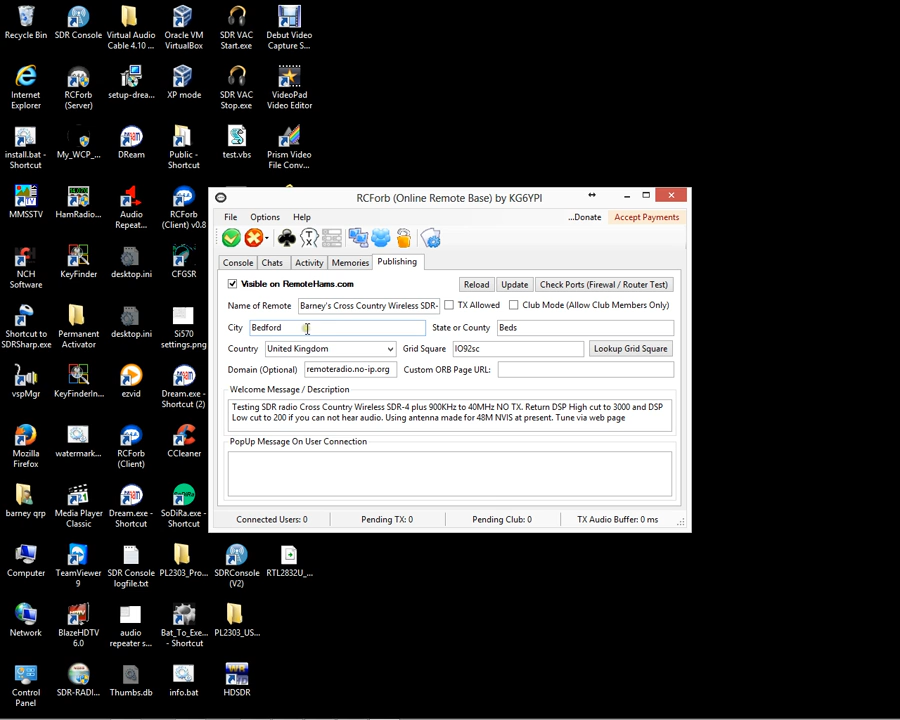 Recycle Bin
SDR Console
Virtual Audio
Cable 4.10 ...
Oracle VM
VirtualBox
SDR VAC
Start.exe
Debut Video
Capture S...
Internet
Explorer
RCForb
(Server)
setup-drea...
XP mode
SDR VAC
Stop.exe
VideoPad
Video Editor
install.bat -
Shortcut
My_WCP_...
DReam
Public -
Shortcut
test.vbs
Prism Video
File Conv...
MMSSTV
HamRadio...
Audio
Repeat...
RCForb
(Client) v0.8
NCH
Software
KeyFinder
desktop.ini
CFGSR
Shortcut to
SDRSharp.exe
Permanent
Activator
desktop.ini
Si570
settings.png
vspMgr
KeyFinderIn...
ezvid
Dream.exe -
Shortcut (2)
Mozilla
Firefox
watermark...
RCForb
(Client)
CCleaner
barney qrp
Media Player
Classic
Dream.exe -
Shortcut
SoDiRa.exe -
Shortcut
Computer
TeamViewer
9
SDR Console
logfile.txt
PL2303_Pro...
SDRConsole
(V2)
RTL2832U_...
Network
BlazeHDTV
6.0
audio
repeater s...
Bat_To_Exe...
- Shortcut
PL2303_US...
Control
Panel
SDR-RADI...
Thumbs.db
info.bat
HDSDR
RCForb (Online Remote Base) by KG6YPI
File Options Help ...Donate Accept Payments
Console Chats Activity Memories Publishing
Visible on RemoteHams.com Reload Update Check Ports (Firewal / Router Test)
Name of Remote Barney's Cross Country Wireless SDR- TX Allowed Club Mode (Allow Club Members Only)
City Bedford State or County Beds
Country United Kingdom Grid Square IO92sc Lookup Grid Square
Domain (Optional) remoteradio.no-ip.org Custom ORB Page URL:
Welcome Message / Description
Testing SDR radio Cross Country Wireless SDR-4 plus 900KHz to 40MHz NO TX. Return DSP High cut to 3000 and DSP
Low cut to 200 if you can not hear audio. Using antenna made for 48M NVIS at present. Tune via web page
PopUp Message On User Connection
Connected Users: 0 Pending TX: 0 Pending Club: 0 TX Audio Buffer: 0 ms